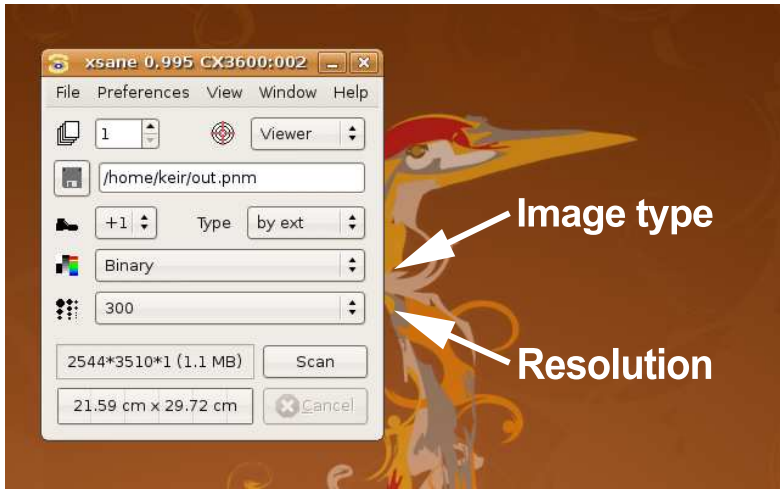 xsane 0.995 CX3600:002
File Preferences View Window Help
1 Viewer
/home/keir/out.pnm
+1 Type by ext
Image type
Binary
300
Resolution
2544*3510*1 (1.1 MB) Scan
21.59 cm x 29.72 cm Cancel